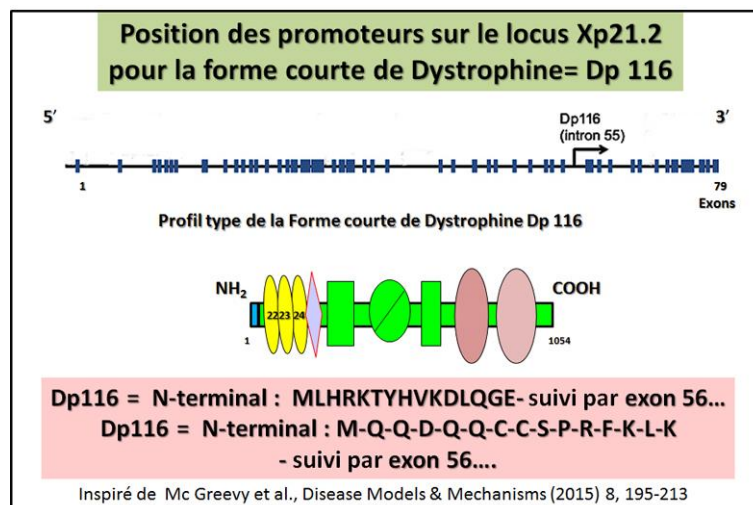 Position des promoteurs sur le locus Xp21.2
pour la forme courte de Dystrophine= Dp 116
5′ 3′
Dp116
(intron 55)
1 79
Exons
Profil type de la Forme courte de Dystrophine Dp 116
NH2 COOH
22 23 24
1 1054
Dp116 = N-terminal : MLHRKTYHVKDLQGE- suivi par exon 56...
Dp116 = N-terminal : M-Q-Q-D-Q-Q-C-C-S-P-R-F-K-L-K
- suivi par exon 56....
Inspiré de Mc Greevy et al., Disease Models & Mechanisms (2015) 8, 195-213